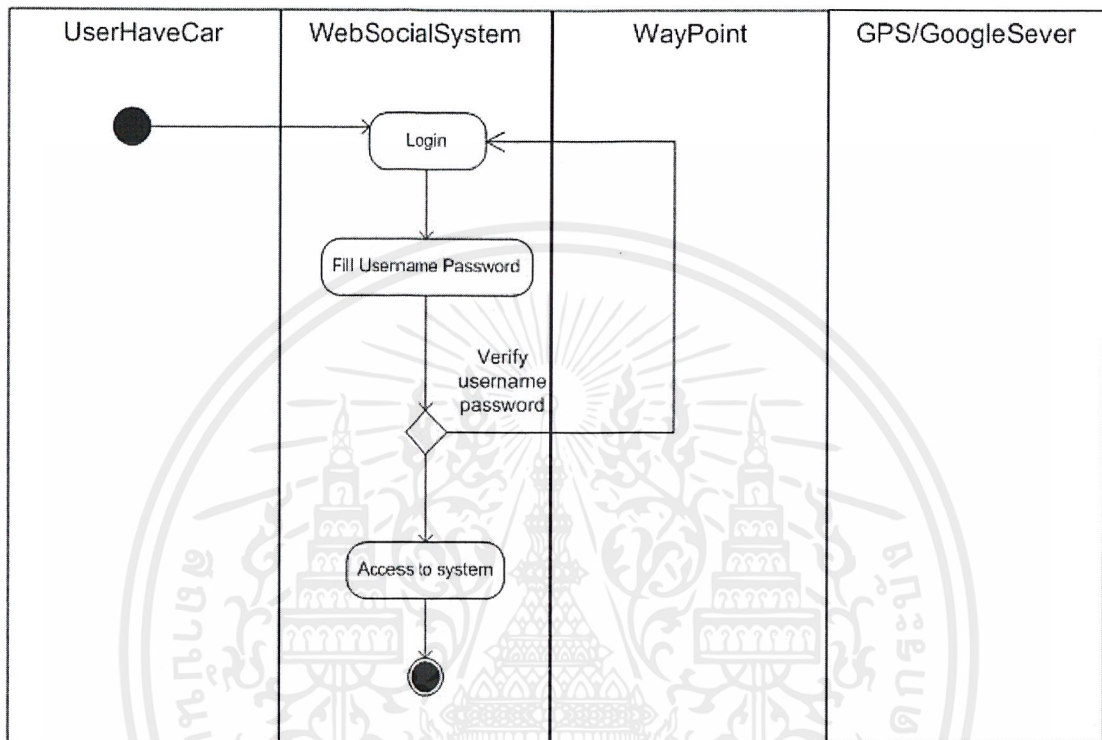 UserHaveCar
WebSocialSystem
WayPoint
GPS/GoogleSever
Login
Fill Username Password
Verify
username
password
Access to system